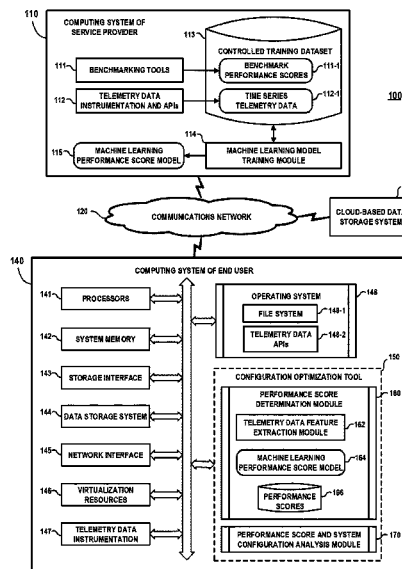 110
COMPUTING SYSTEM OF
SERVICE PROVIDER
113
CONTROLLED TRAINING DATASET
111
BENCHMARKING TOOLS
BENCHMARK
PERFORMANCE SCORES
111-1
112
TELEMETRY DATA
INSTRUMENTATION AND APIs
TIME SERIES
TELEMETRY DATA
112-1
100
115
MACHINE LEARNING
PERFORMANCE SCORE MODEL
114
MACHINE LEARNING MODEL
TRAINING MODULE
120
COMMUNICATIONS NETWORK
CLOUD-BASED DATA
STORAGE SYSTEM
140
COMPUTING SYSTEM OF END USER
141
PROCESSORS
142
SYSTEM MEMORY
143
STORAGE INTERFACE
144
DATA STORAGE SYSTEM
145
NETWORK INTERFACE
146
VIRTUALIZATION
RESOURCES
147
TELEMETRY DATA
INSTRUMENTATION
148
OPERATING SYSTEM
FILE SYSTEM
148-1
TELEMETRY DATA
APIs
148-2
150
CONFIGURATION OPTIMIZATION TOOL
160
PERFORMANCE SCORE
DETERMINATION MODULE
TELEMETRY DATA FEATURE
EXTRACTION MODULE
162
MACHINE LEARNING
PERFORMANCE SCORE MODEL
164
PERFORMANCE
SCORES
166
PERFORMANCE SCORE AND SYSTEM
CONFIGURATION ANALYSIS MODULE
170